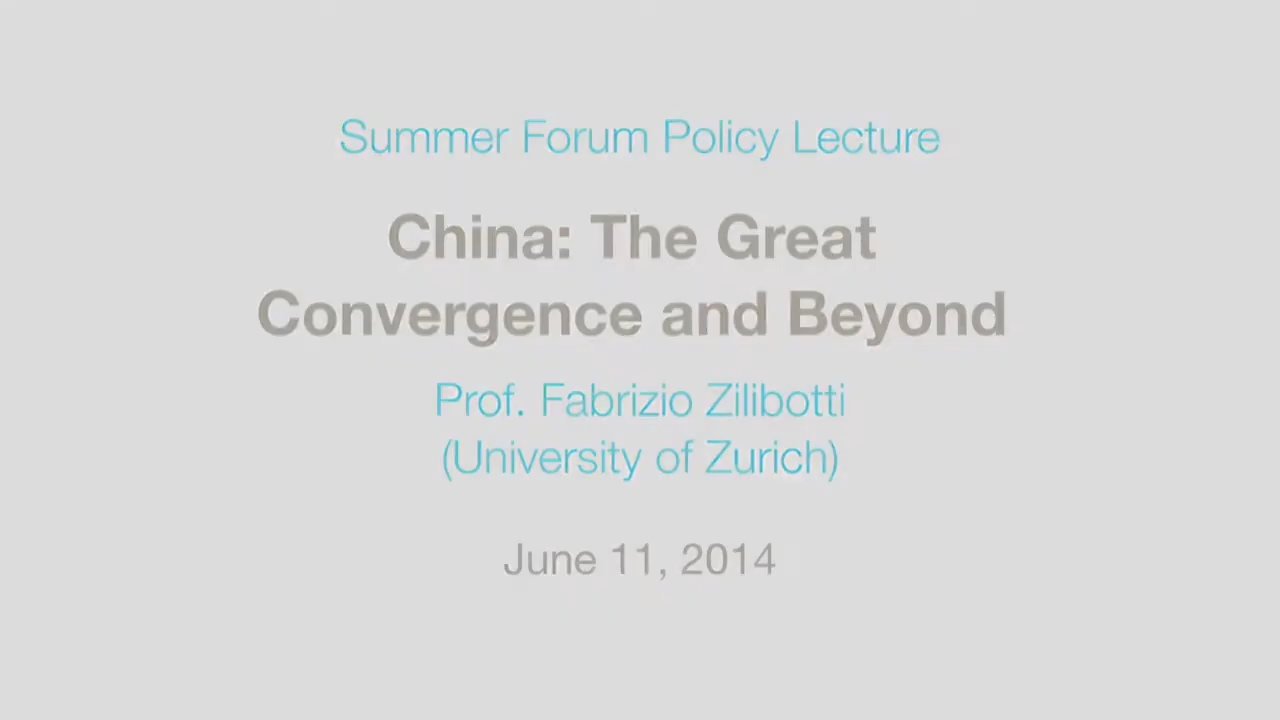 Summer Forum Policy Lecture
China: The Great
Convergence and Beyond
Prof. Fabrizio Zilibotti
(University of Zurich)
June 11, 2014